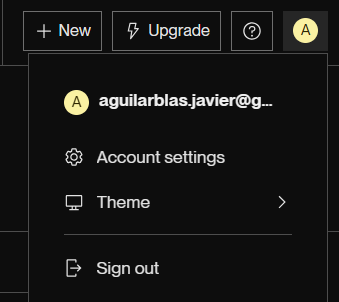 New
Upgrade
A
A
aguilarblas.javier@g...
Account settings
Theme
Sign out